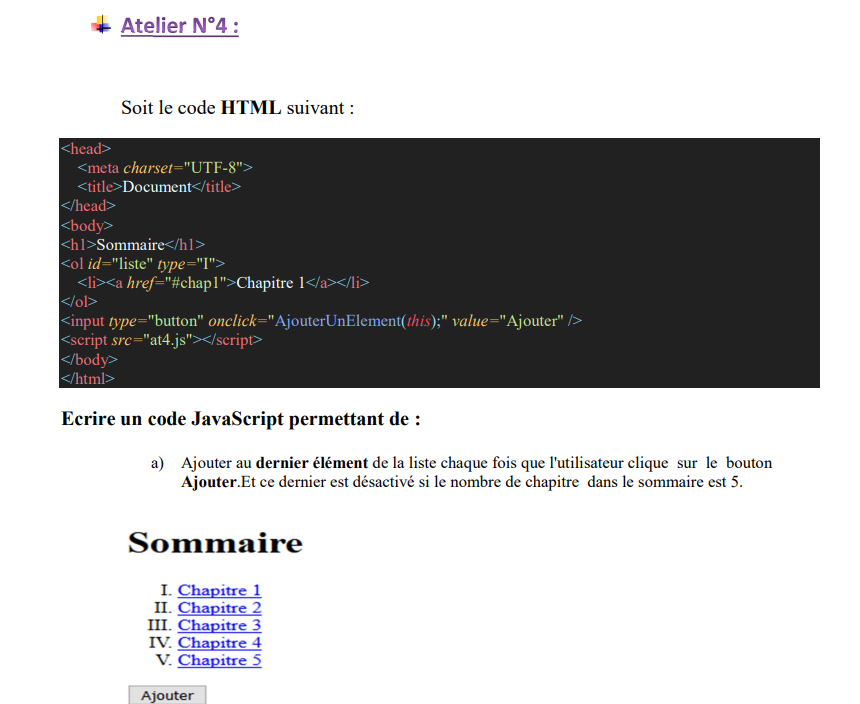 Atelier N°4 :
Soit le code HTML suivant :
<head>
<meta charset="UTF-8">
<title>Document</title>
</head>
<body>
<h1>Sommaire</h1>
<ol id="liste" type="I">
<li><a href="#chap1">Chapitre 1</a></li>
</ol>
<input type="button" onclick="AjouterUnElement(this);" value="Ajouter" />
<script src="at4.js"></script>
</body>
</html>
Ecrire un code JavaScript permettant de :
a) Ajouter au dernier élément de la liste chaque fois que l'utilisateur clique sur le bouton
Ajouter.Et ce dernier est désactivé si le nombre de chapitre dans le sommaire est 5.
Sommaire
I. Chapitre 1
II. Chapitre 2
III. Chapitre 3
IV. Chapitre 4
V. Chapitre 5
Ajouter